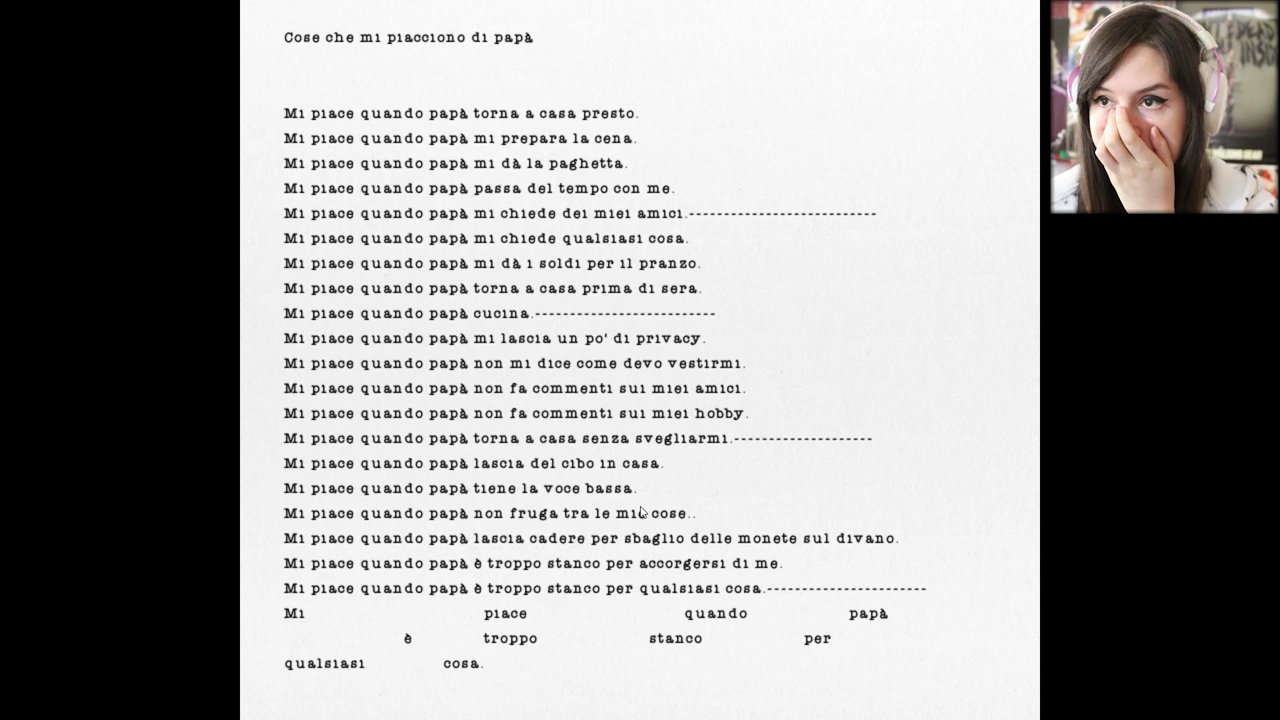 Cose che mi piacciono di papà
Mi piace quando papà torna a casa presto.
Mi piace quando papà mi prepara la cena.
Mi piace quando papà mi dà la paghetta.
Mi piace quando papà passa del tempo con me.
Mi piace quando papà mi chiede dei miei amici.---------------------------
Mi piace quando papà mi chiede qualsiasi cosa.
Mi piace quando papà mi dà i soldi per il pranzo.
Mi piace quando papà torna a casa prima di sera.
Mi piace quando papà cucina.--------------------------
Mi piace quando papà mi lascia un po' di privacy.
Mi piace quando papà non mi dice come devo vestirmi.
Mi piace quando papà non fa commenti sui miei amici.
Mi piace quando papà non fa commenti sui miei hobby.
Mi piace quando papà torna a casa senza svegliarmi.--------------------
Mi piace quando papà lascia del cibo in casa.
Mi piace quando papà tiene la voce bassa.
Mi piace quando papà non fruga tra le mie cose..
Mi piace quando papà lascia cadere per sbaglio delle monete sul divano.
Mi piace quando papà è troppo stanco per accorgersi di me.
Mi piace quando papà è troppo stanco per qualsiasi cosa.-----------------------
Mi piace quando papà
è troppo stanco per
qualsiasi cosa.